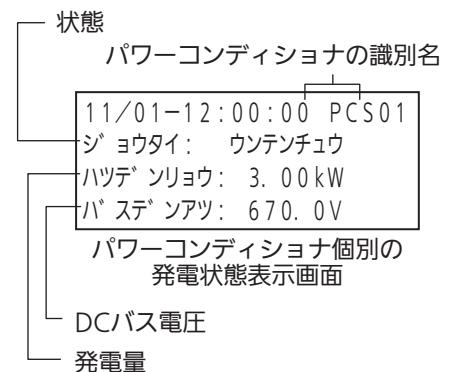 状態
パワーコンディショナの識別名
11/01−12:00:00 PCS01
ジョウタイ: ウンテンチュウ
ハツデンリョウ: 3.00kW
バスデンアツ: 670.0V
パワーコンディショナ個別の
発電状態表示画面
DCバス電圧
発電量